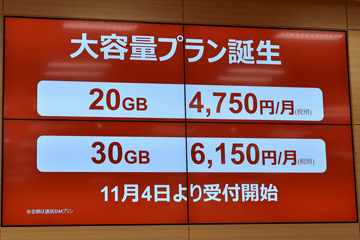 大容量プラン誕生
20GB 4,750円/月(税別)
30GB 6,150円/月(税別)
11月4日より受付開始
※金額は通話SIMプラン